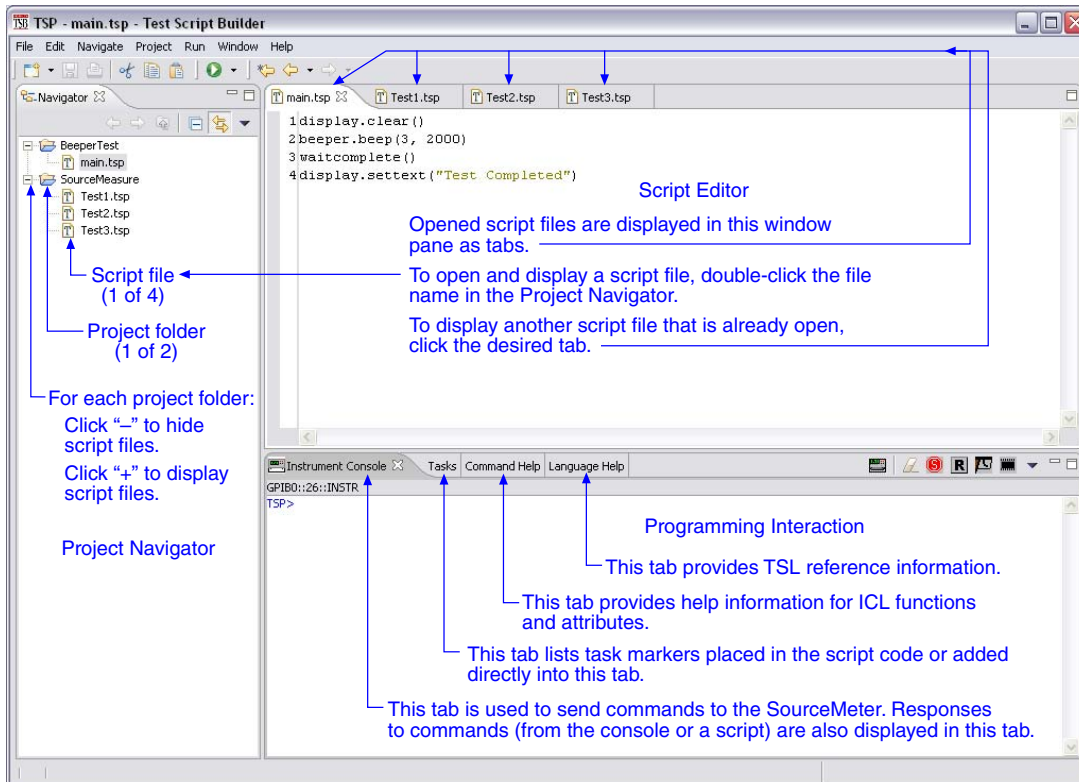 TSP - main.tsp - Test Script Builder
File Edit Navigate Project Run Window Help
Navigator
BeeperTest
main.tsp
SourceMeasure
Test1.tsp
Test2.tsp
Test3.tsp
Script file
(1 of 4)
Project folder
(1 of 2)
For each project folder:
Click “–” to hide
script files.
Click “+” to display
script files.
Project Navigator
main.tsp Test1.tsp Test2.tsp Test3.tsp
1 display.clear()
2 beeper.beep(3, 2000)
3 waitcomplete()
4 display.settext("Test Completed")
Script Editor
Opened script files are displayed in this window
pane as tabs.
To open and display a script file, double-click the file
name in the Project Navigator.
To display another script file that is already open,
click the desired tab.
Instrument Console Tasks Command Help Language Help
S R
GPIB0::26::INSTR
TSP>
Programming Interaction
This tab provides TSL reference information.
This tab provides help information for ICL functions
and attributes.
This tab lists task markers placed in the script code or added
directly into this tab.
This tab is used to send commands to the SourceMeter. Responses
to commands (from the console or a script) are also displayed in this tab.